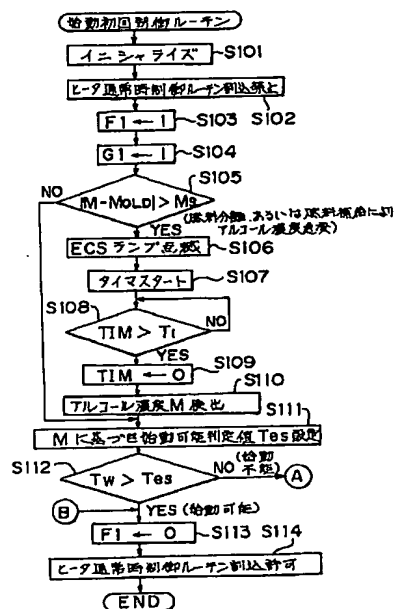 始動初回制御ルーチン
イニシャライズ
S101
ヒータ通常時制御ルーチン割込禁止
S102
F1 ← 1
S103
G1 ← 1
S104
S105
NO
|M-MOLD| > Ms
YES
(燃料分離、あるいは燃料補給により
アルコール濃度急変)
ECSランプ点滅
S106
タイマスタート
S107
S108
TIM > T1
NO
YES
TIM ← 0
S109
S110
アルコール濃度M検出
S111
Mに基づき始動可能判定値Tes設定
S112
Tw > Tes
NO
(始動
不能)
A
B
YES (始動可能)
F1 ← 0
S113
S114
ヒータ通常時制御ルーチン割込許可
END